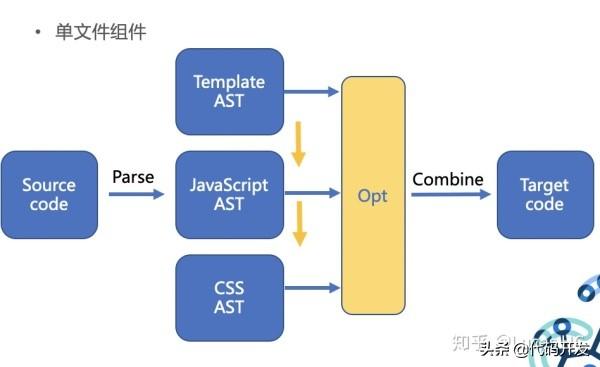 • 单文件组件
Template
AST
Source
code
Parse
JavaScript
AST
Opt
Combine
Target
code
CSS
AST
头条 @代码开发
知乎